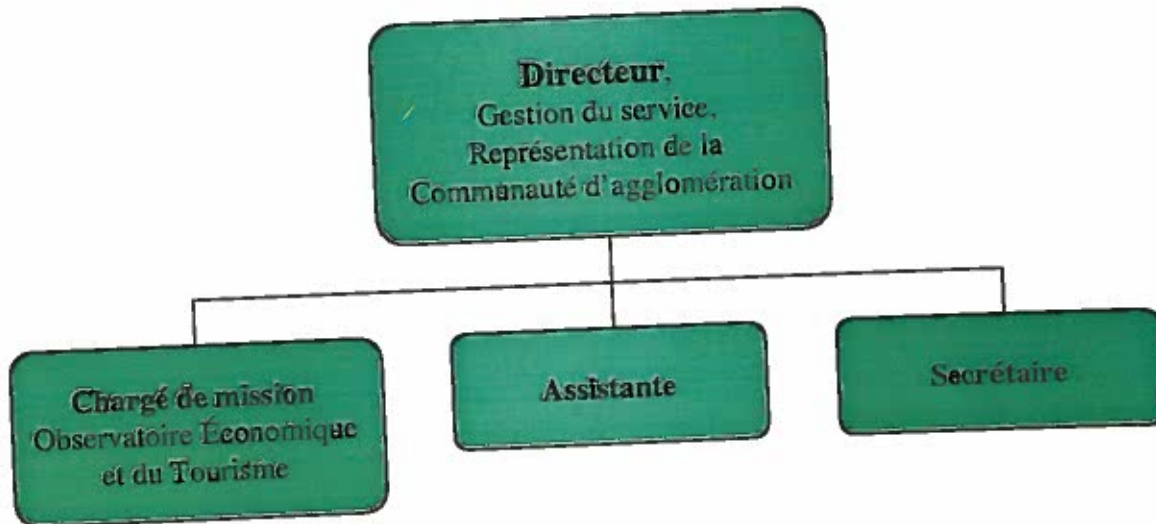 Directeur,
Gestion du service,
Représentation de la
Communauté d'agglomération
Chargé de mission
Observatoire Économique
et du Tourisme
Assistante
Secrétaire